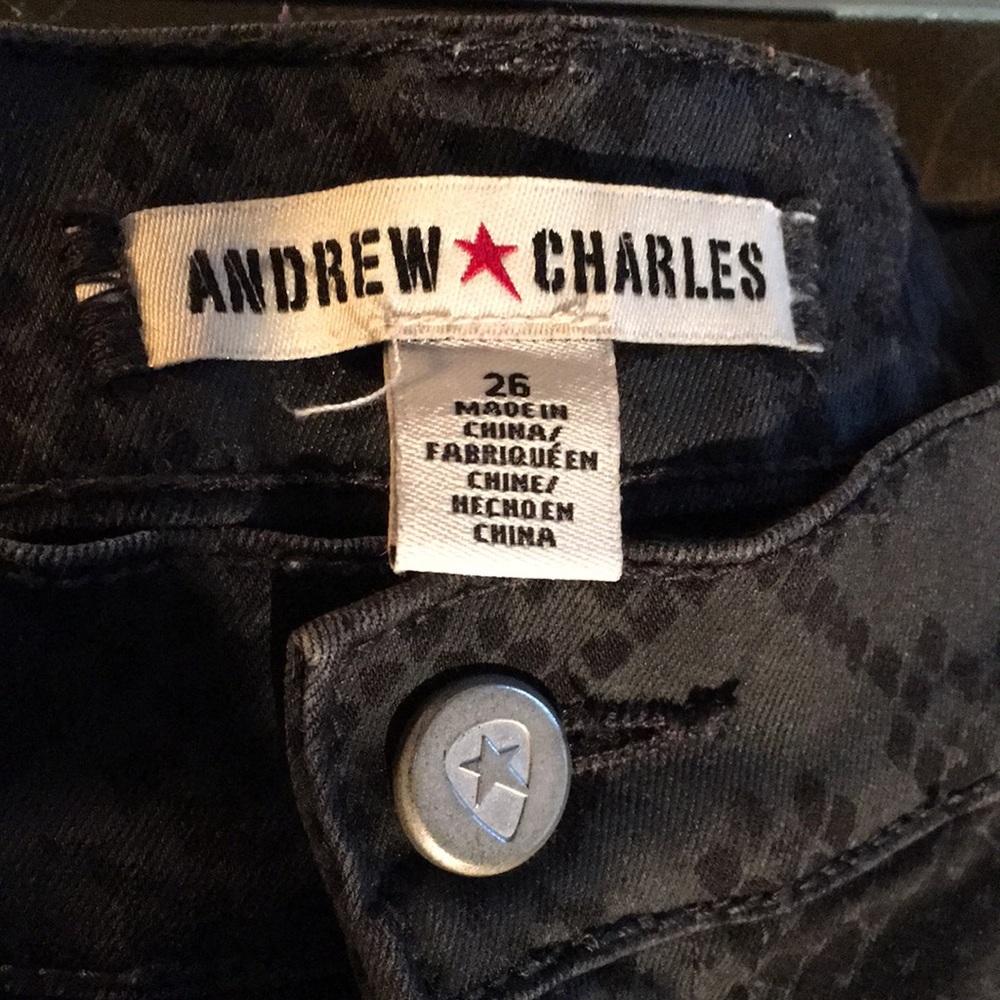 ANDREW★CHARLES
26
MADE IN
CHINA/
FABRIQUÉ EN
CHINE/
HECHO EN
CHINA